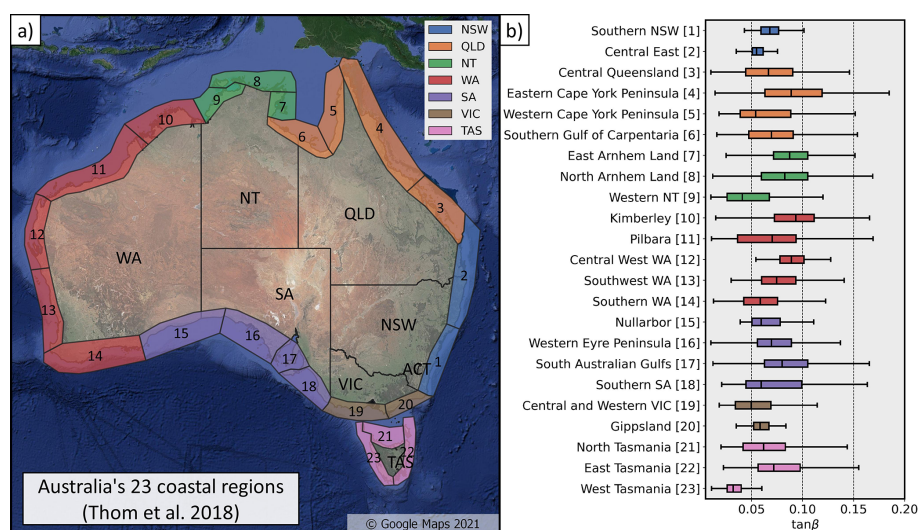 a)
NSW
QLD
NT
WA
SA
VIC
TAS
8
9
7
10
5
6
4
11
3
NT
QLD
12
2
WA
SA
13
NSW
15
16
14
17
1
ACT
18
VIC
19
20
21
22
23
TAS
Australia's 23 coastal regions
(Thom et al. 2018)
© Google Maps 2021
b)
Southern NSW [1]
Central East [2]
Central Queensland [3]
Eastern Cape York Peninsula [4]
Western Cape York Peninsula [5]
Southern Gulf of Carpentaria [6]
East Arnhem Land [7]
North Arnhem Land [8]
Western NT [9]
Kimberley [10]
Pilbara [11]
Central West WA [12]
Southwest WA [13]
Southern WA [14]
Nullarbor [15]
Western Eyre Peninsula [16]
South Australian Gulfs [17]
Southern SA [18]
Central and Western VIC [19]
Gippsland [20]
North Tasmania [21]
East Tasmania [22]
West Tasmania [23]
0.05 0.10 0.15 0.20
tanβ